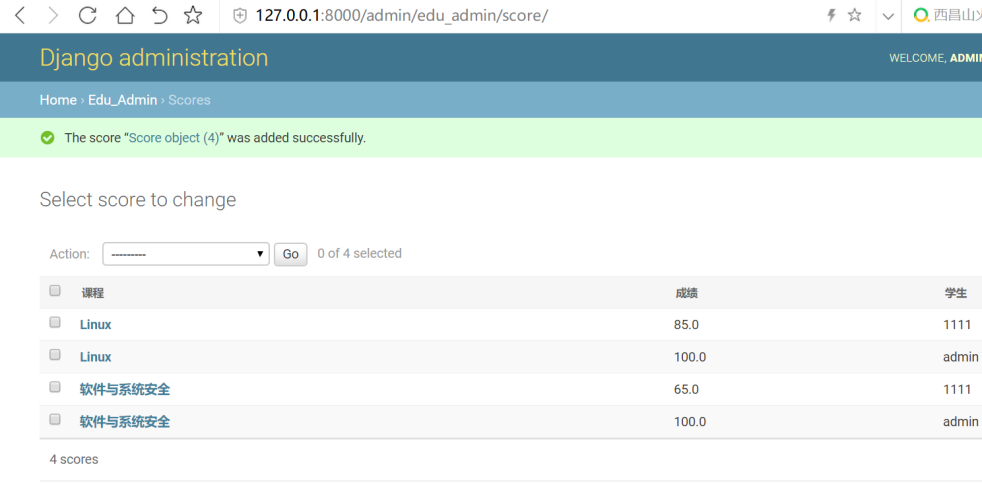 127.0.0.1:8000/admin/edu_admin/score/ 西昌山
Django administration WELCOME, ADMIN
Home › Edu_Admin › Scores
The score “Score object (4)” was added successfully.
Select score to change
Action: --------- Go 0 of 4 selected
课程 成绩 学生
Linux 85.0 1111
Linux 100.0 admin
软件与系统安全 65.0 1111
软件与系统安全 100.0 admin
4 scores